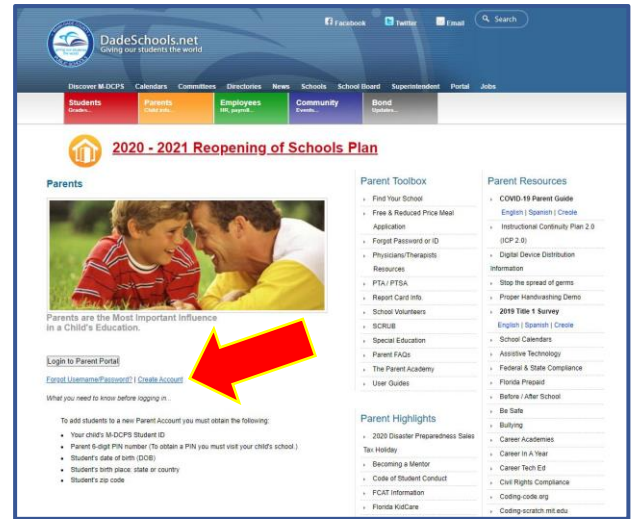 Facebook Twitter Email Search
DadeSchools.net
Giving our students the world
Discover M-DCPS Calendars Committees Directories News Schools School Board Superintendent Portal Jobs
Students Parents Employees Community Bond
Grades... Child info... HR, payroll... Events... Updates...
2020 - 2021 Reopening of Schools Plan
Parents
Parents are the Most Important Influence
in a Child's Education.
Login to Parent Portal
Forgot Username/Password? | Create Account
What you need to know before logging in...
To add students to a new Parent Account you must obtain the following:
Your child's M-DCPS Student ID
Parent 6-digit PIN number (To obtain a PIN you must visit your child's school.)
Student's date of birth (DOB)
Student's birth place: state or country
Student's zip code
Parent Toolbox
Find Your School
Free & Reduced Price Meal
Application
Forgot Password or ID
Physicians/Therapists
Resources
PTA / PTSA
Report Card Info
School Volunteers
SCRUB
Special Education
Parent FAQs
The Parent Academy
User Guides
Parent Highlights
2020 Disaster Preparedness Sales
Tax Holiday
Becoming a Mentor
Code of Student Conduct
FCAT Information
Florida KidCare
Parent Resources
COVID-19 Parent Guide
English | Spanish | Creole
Instructional Continuity Plan 2.0
(ICP 2.0)
Digital Device Distribution
Information
Stop the spread of germs
Proper Handwashing Demo
2019 Title 1 Survey
English | Spanish | Creole
School Calendars
Assistive Technology
Federal & State Compliance
Florida Prepaid
Before / After School
Be Safe
Bullying
Career Academies
Career In A Year
Career Tech Ed
Civil Rights Compliance
Coding-code.org
Coding-scratch.mit.edu